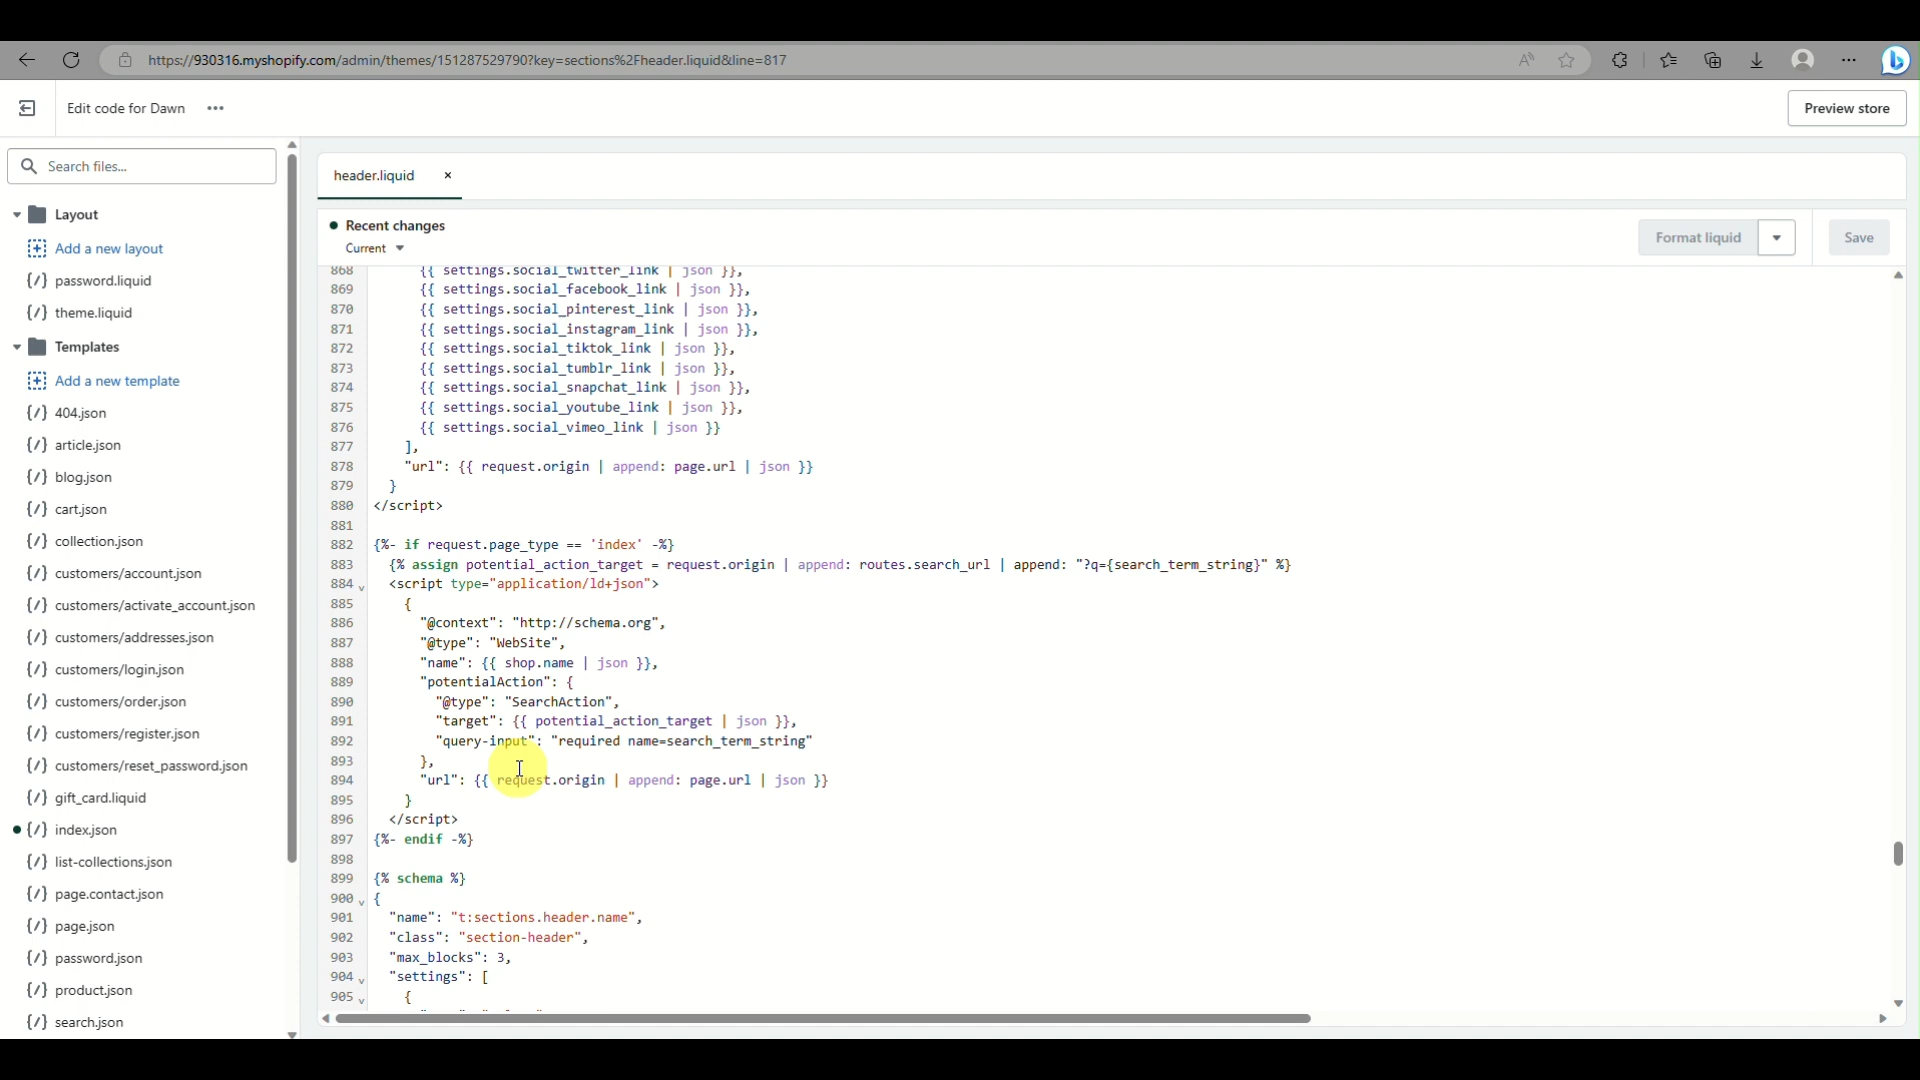 https://930316.myshopify.com/admin/themes/151287529790?key=sections%2Fheader.liquid&line=817
Edit code for Dawn
Preview store
Search files...
Layout
Add a new layout
{/} password.liquid
{/} theme.liquid
Templates
Add a new template
{/} 404.json
{/} article.json
{/} blog.json
{/} cart.json
{/} collection.json
{/} customers/account.json
{/} customers/activate_account.json
{/} customers/addresses.json
{/} customers/login.json
{/} customers/order.json
{/} customers/register.json
{/} customers/reset_password.json
{/} gift_card.liquid
{/} index.json
{/} list-collections.json
{/} page.contact.json
{/} page.json
{/} password.json
{/} product.json
{/} search.json
header.liquid
Recent changes
Current
Format liquid
Save
868 {{ settings.social_twitter_link | json }},
869 {{ settings.social_facebook_link | json }},
870 {{ settings.social_pinterest_link | json }},
871 {{ settings.social_instagram_link | json }},
872 {{ settings.social_tiktok_link | json }},
873 {{ settings.social_tumblr_link | json }},
874 {{ settings.social_snapchat_link | json }},
875 {{ settings.social_youtube_link | json }},
876 {{ settings.social_vimeo_link | json }}
877 ],
878 "url": {{ request.origin | append: page.url | json }}
879 }
880 </script>
881
882 {%- if request.page_type == 'index' -%}
883 {% assign potential_action_target = request.origin | append: routes.search_url | append: "?q={search_term_string}" %}
884 <script type="application/ld+json">
885 {
886 "@context": "http://schema.org",
887 "@type": "WebSite",
888 "name": {{ shop.name | json }},
889 "potentialAction": {
890 "@type": "SearchAction",
891 "target": {{ potential_action_target | json }},
892 "query-input": "required name=search_term_string"
893 },
894 "url": {{ request.origin | append: page.url | json }}
895 }
896 </script>
897 {%- endif -%}
898
899 {% schema %}
900 {
901 "name": "t:sections.header.name",
902 "class": "section-header",
903 "max_blocks": 3,
904 "settings": [
905 {